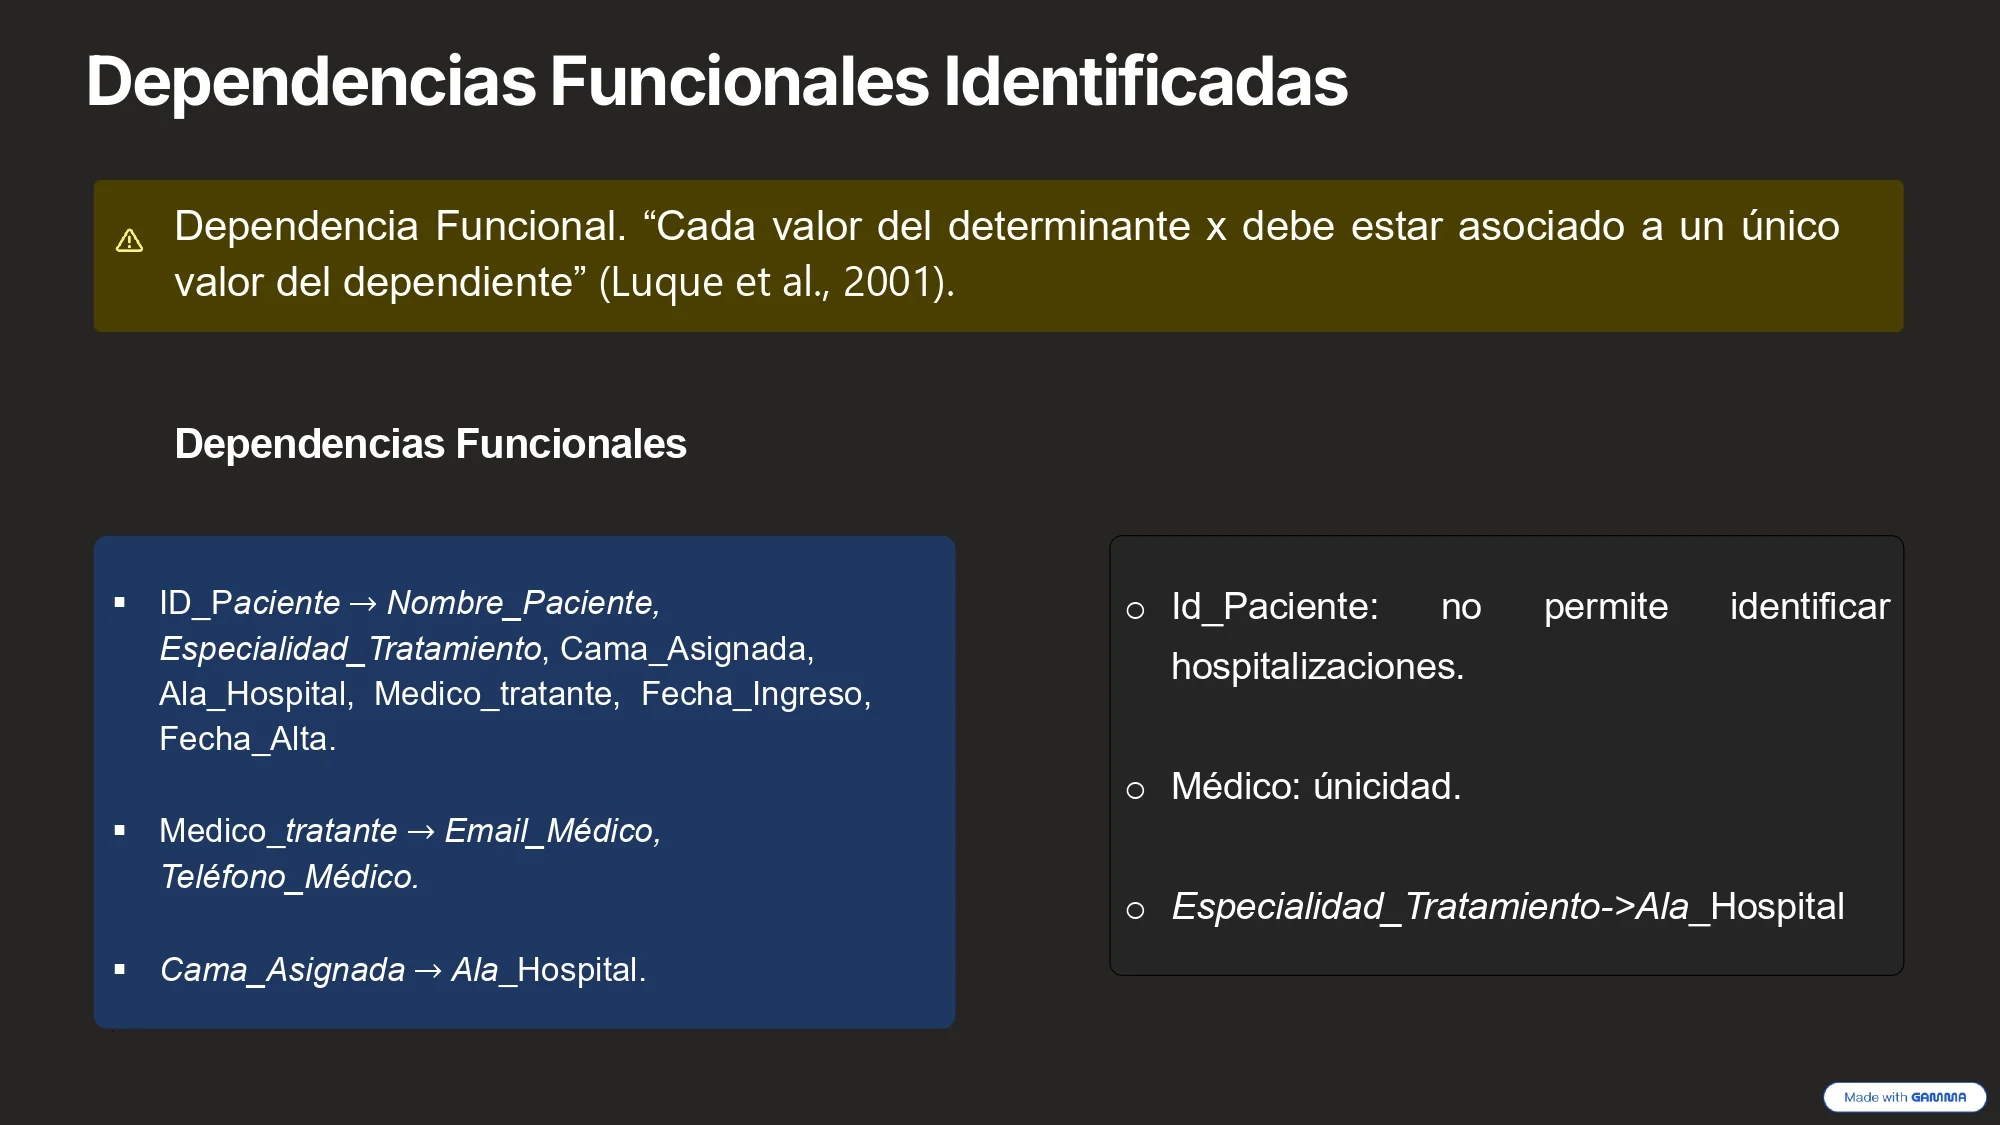 Dependencias Funcionales Identificadas
Dependencia Funcional. “Cada valor del determinante x debe estar asociado a un único
valor del dependiente” (Luque et al., 2001).
Dependencias Funcionales
▪ ID_Paciente → Nombre_Paciente,
Especialidad_Tratamiento, Cama_Asignada,
Ala_Hospital, Medico_tratante, Fecha_Ingreso,
Fecha_Alta.
▪ Medico_tratante → Email_Médico,
Teléfono_Médico.
▪ Cama_Asignada → Ala_Hospital.
o Id_Paciente: no permite identificar
hospitalizaciones.
o Médico: únicidad.
o Especialidad_Tratamiento->Ala_Hospital
Made with GAMMA